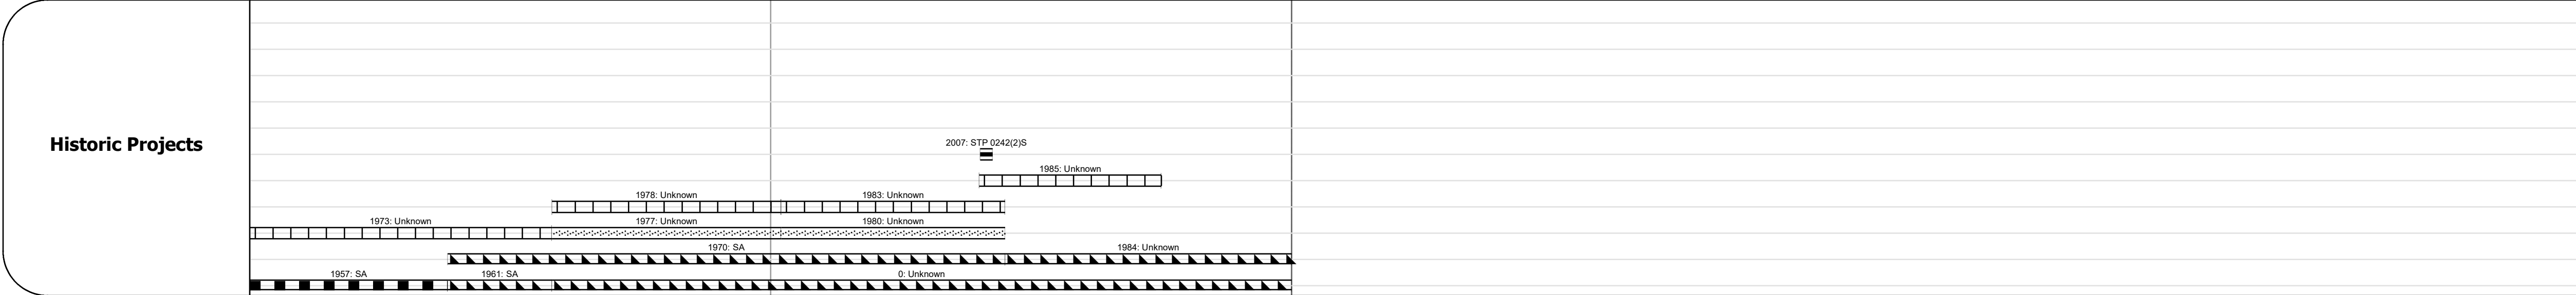 Historic Projects
2007: STP 0242(2)S
1985: Unknown
1978: Unknown 1983: Unknown
1973: Unknown 1977: Unknown 1980: Unknown
1970: SA 1984: Unknown
1957: SA 1961: SA 0: Unknown